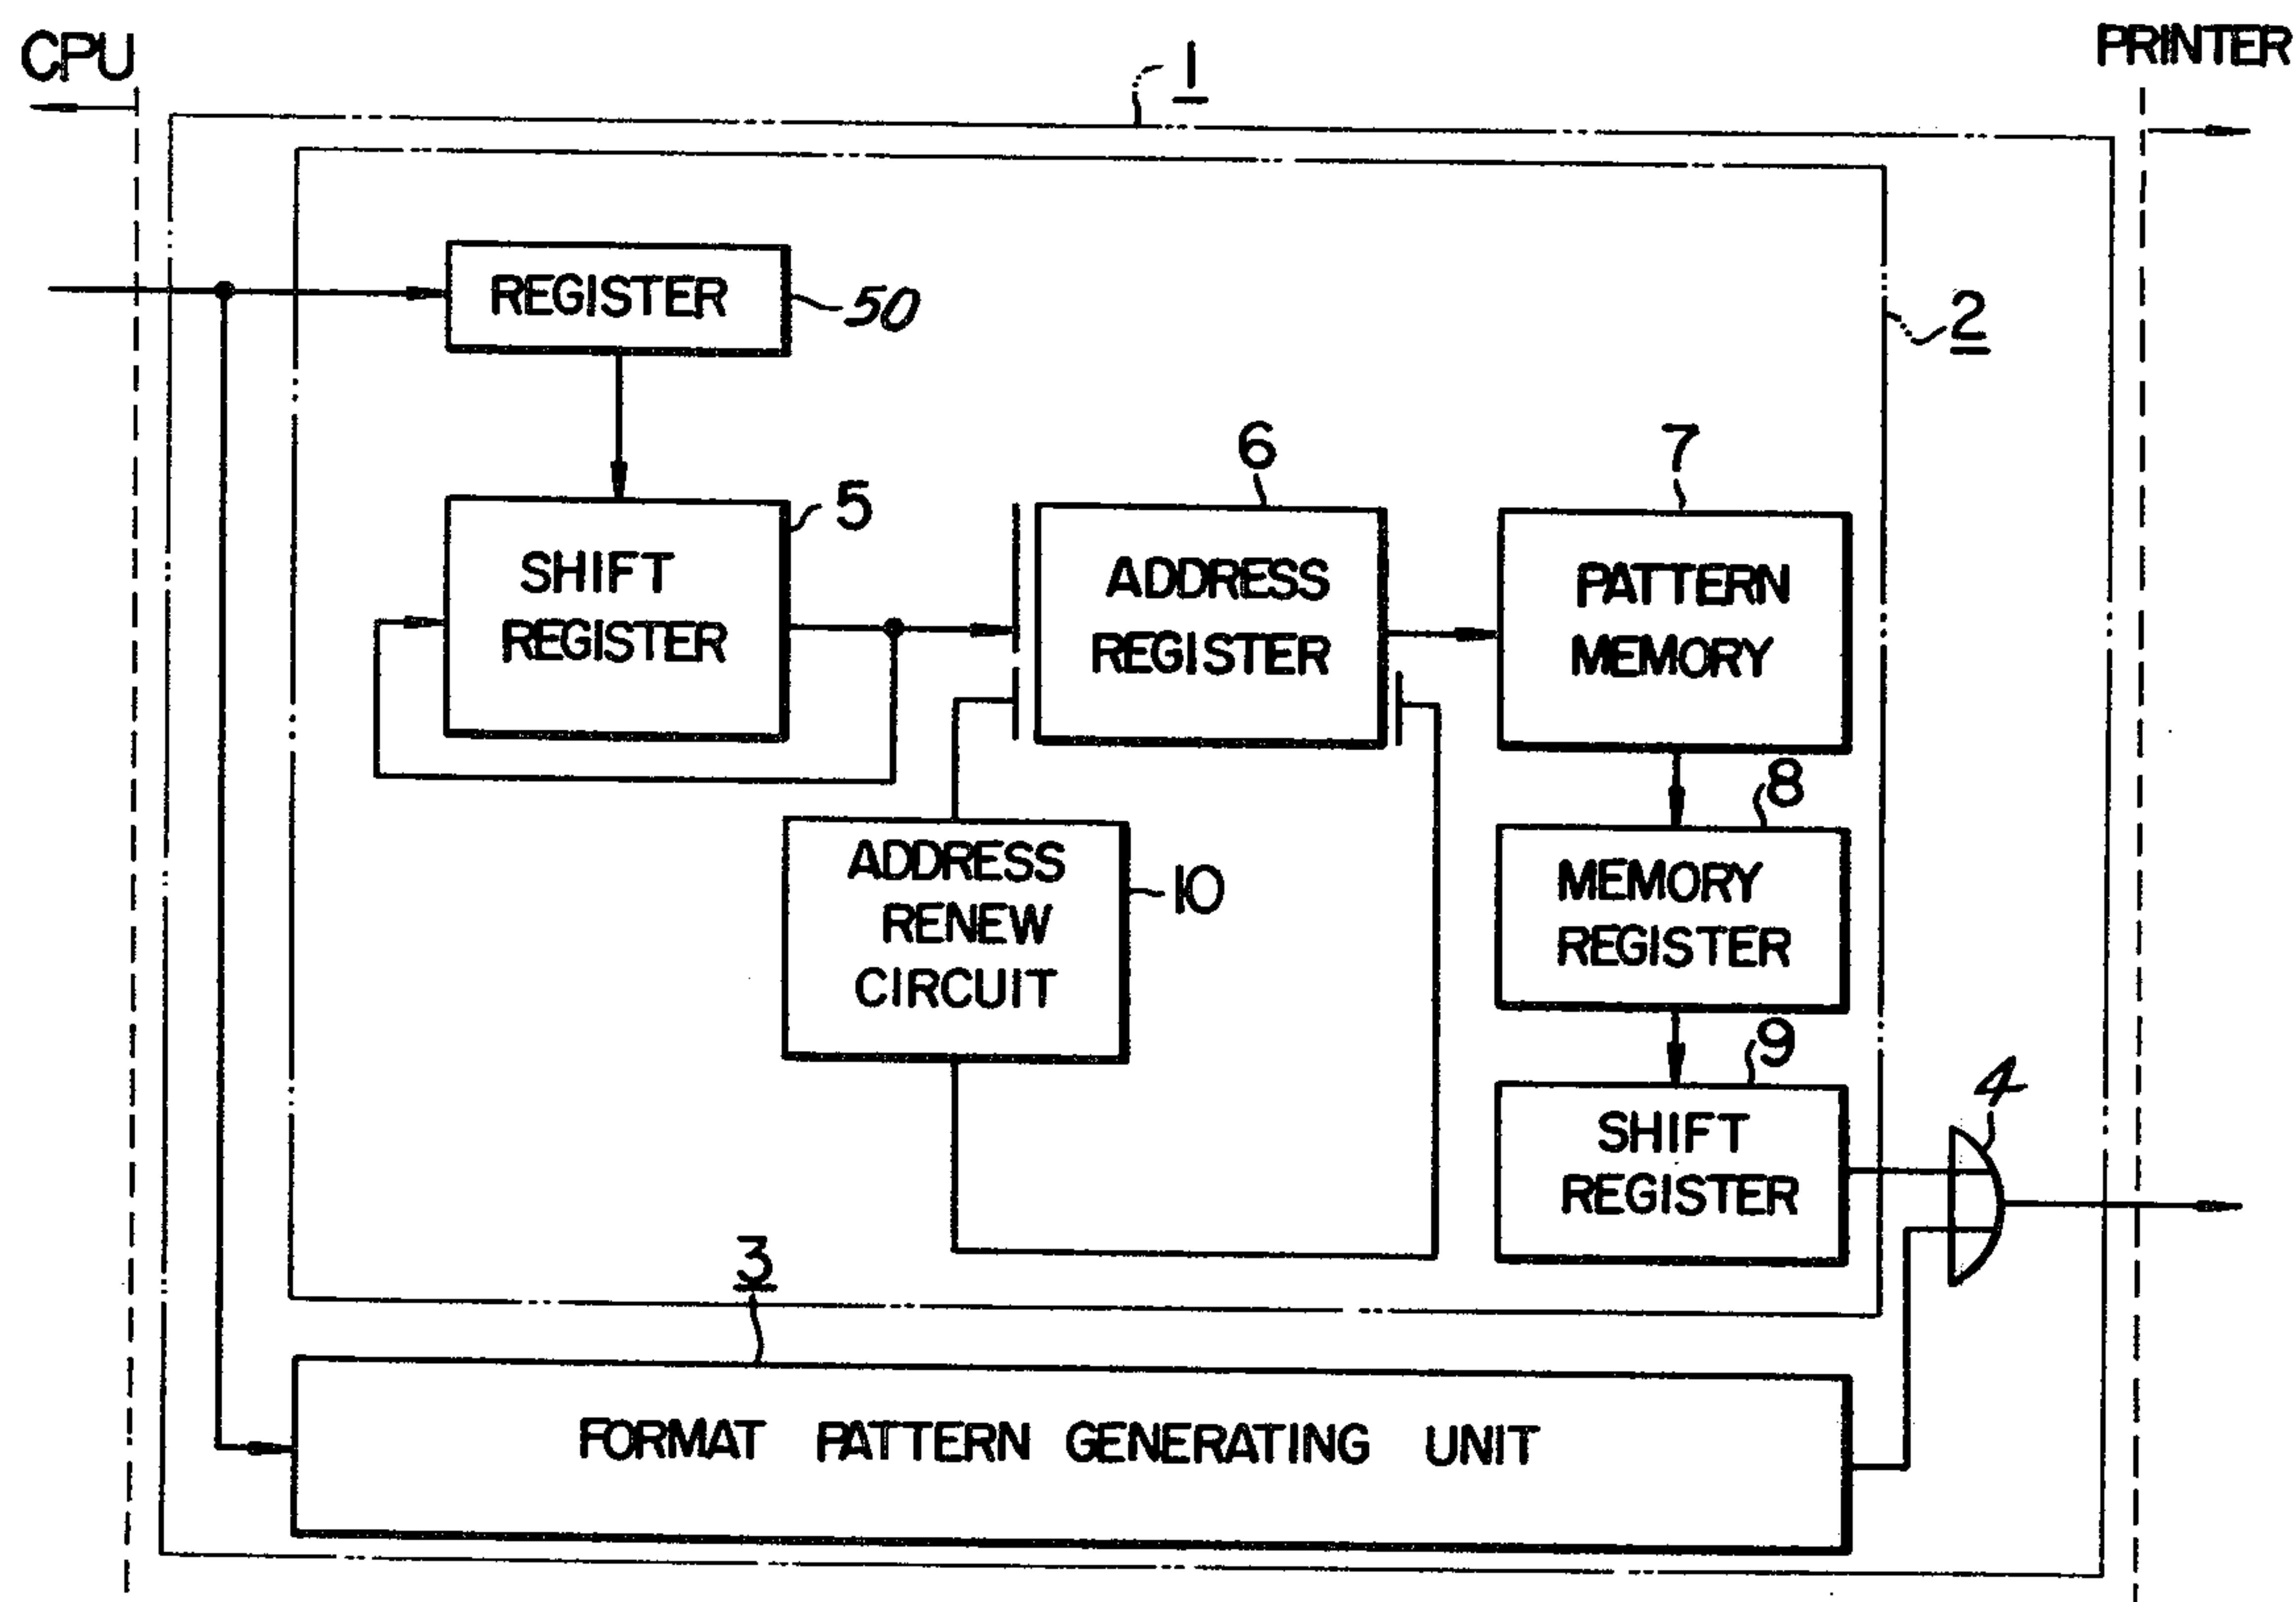 CPU
PRINTER
1
REGISTER
50
2
SHIFT
REGISTER
5
6
ADDRESS
REGISTER
7
PATTERN
MEMORY
ADDRESS
RENEW
CIRCUIT
10
8
MEMORY
REGISTER
9
SHIFT
REGISTER
4
3
FORMAT PATTERN GENERATING UNIT